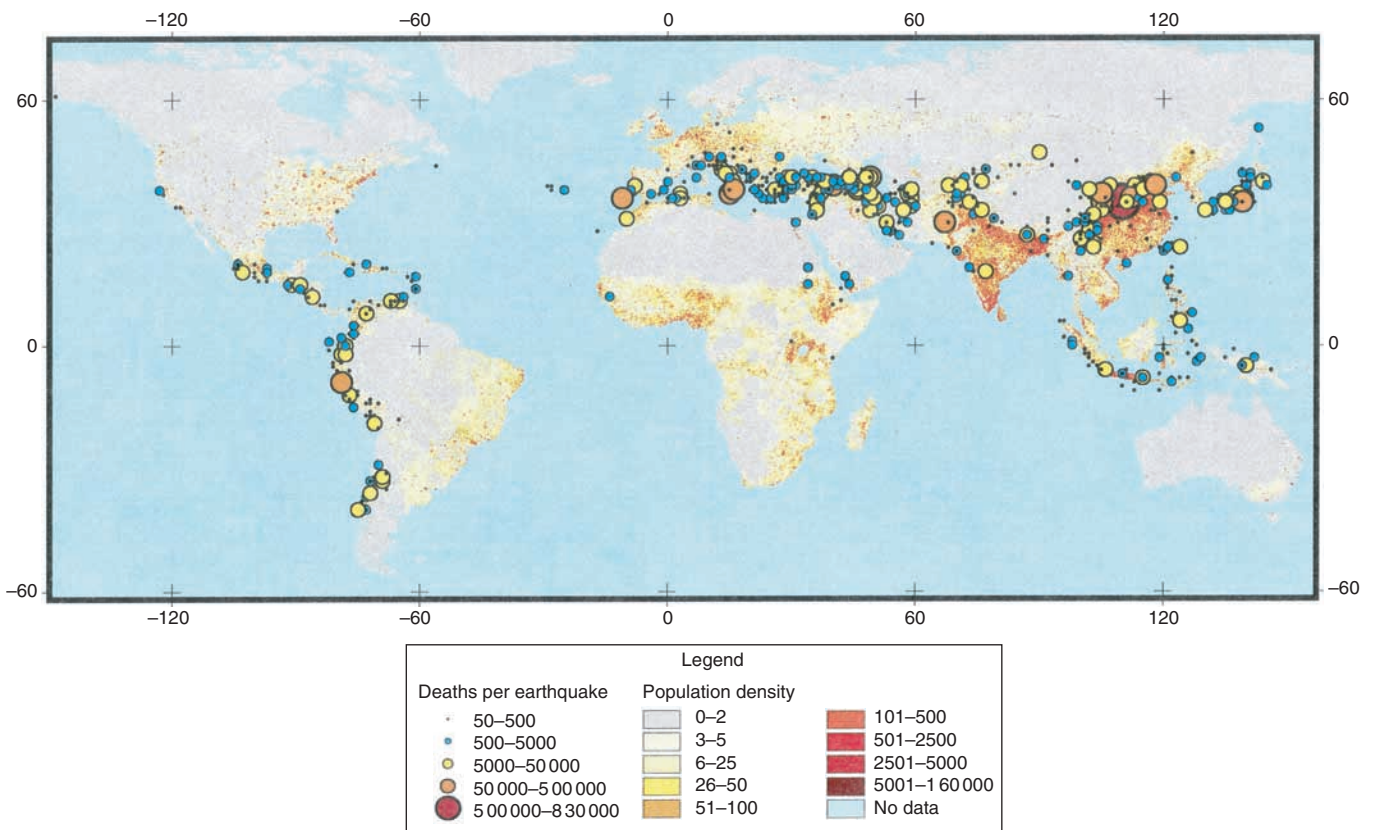 −120 −60 0 60 120
60 60
0 0
−60 −60
−120 −60 0 60 120
Legend
Deaths per earthquake Population density
50–500 0–2 101–500
500–5000 3–5 501–2500
5000–50 000 6–25 2501–5000
50 000–5 00 000 26–50 5001–1 60 000
5 00 000–8 30 000 51–100 No data